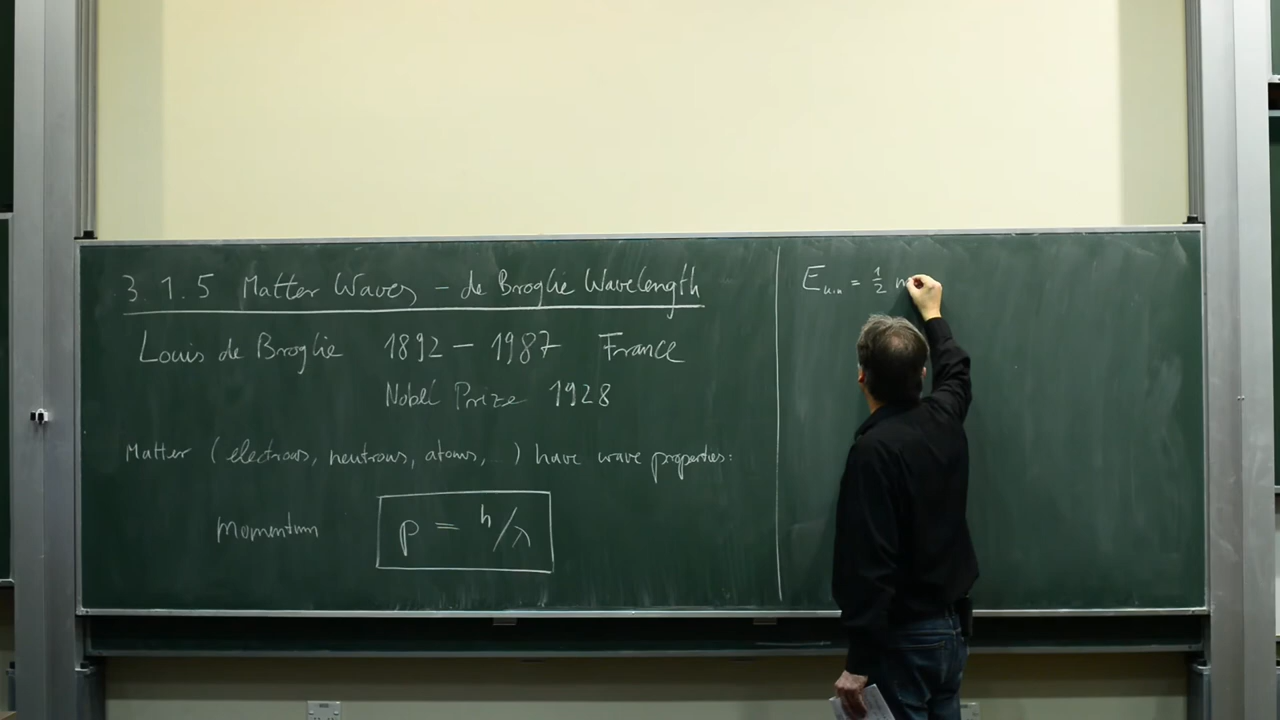 3.1.5 Matter Waves – de Broglie Wavelength
Louis de Broglie 1892 – 1987 France
Nobel Prize 1928
Matter (electrons, neutrons, atoms, ...) have wave properties:
Momentum p = h/λ
E_kin = 1/2 m